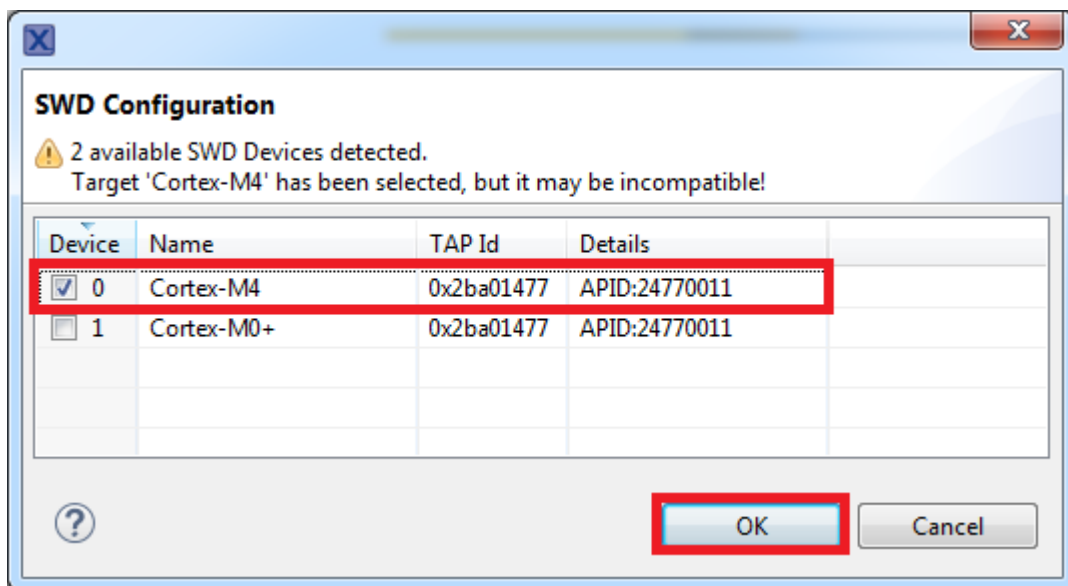 X
SWD Configuration
2 available SWD Devices detected.
Target 'Cortex-M4' has been selected, but it may be incompatible!
Device Name TAP Id Details
0 Cortex-M4 0x2ba01477 APID:24770011
1 Cortex-M0+ 0x2ba01477 APID:24770011
? OK Cancel